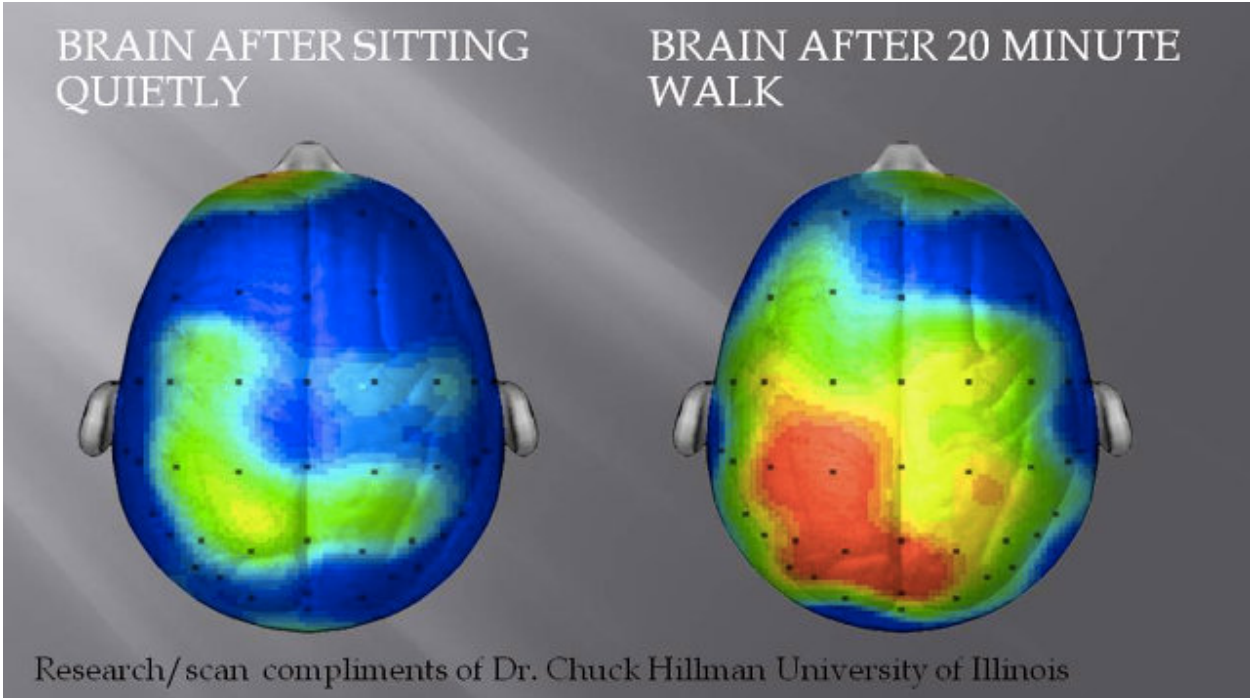 BRAIN AFTER SITTING
QUIETLY
BRAIN AFTER 20 MINUTE
WALK
Research/scan compliments of Dr. Chuck Hillman University of Illinois